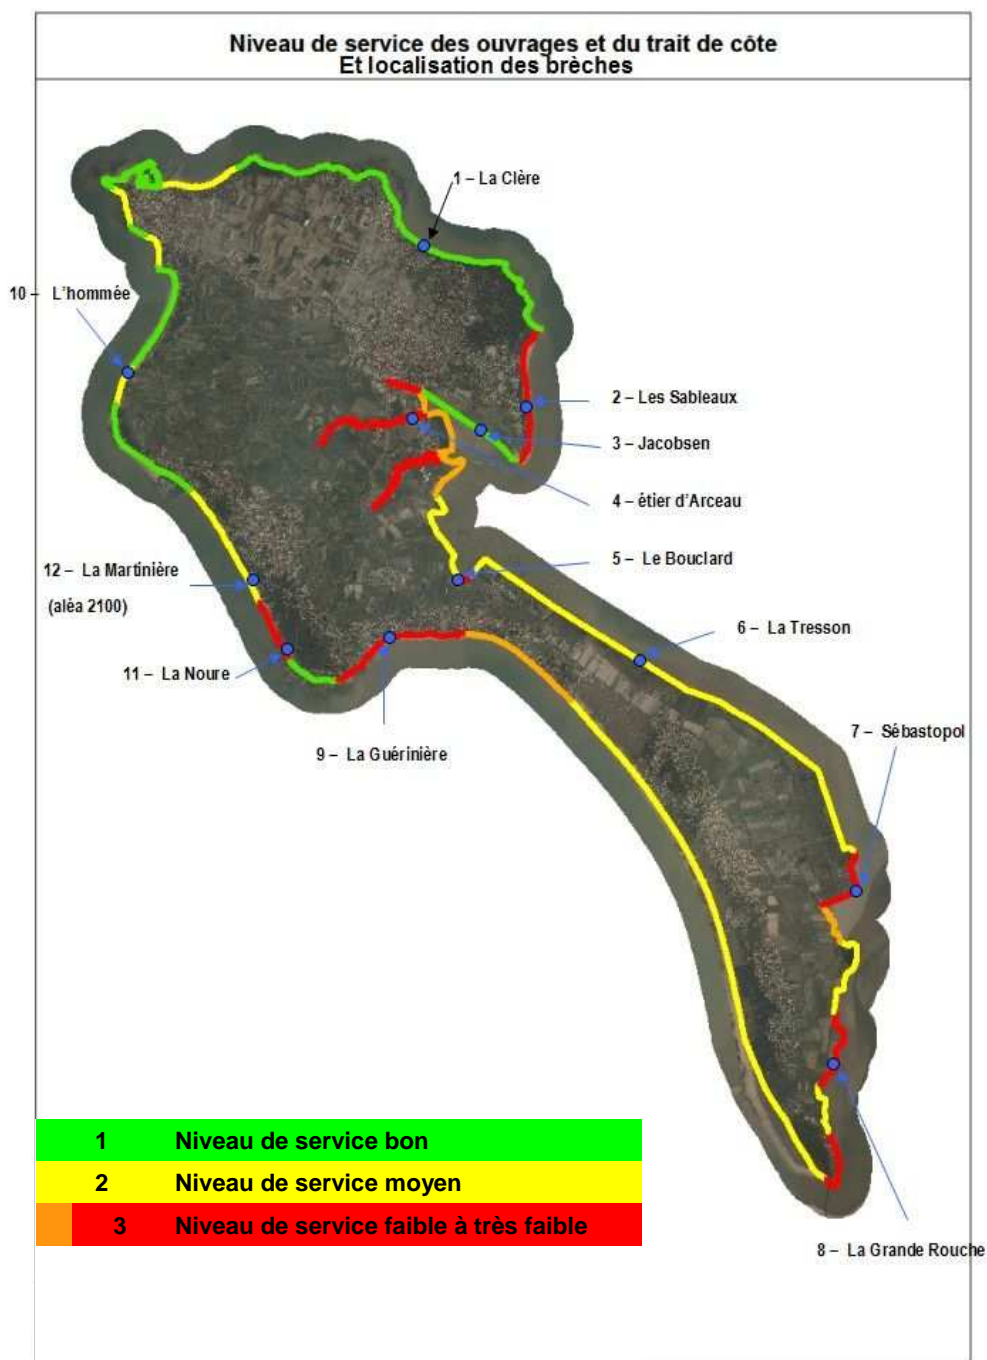 Niveau de service des ouvrages et du trait de côte
Et localisation des brèches
1 – La Clère
10 – L'hommée
2 – Les Sableaux
3 – Jacobsen
4 – étier d'Arceau
5 – Le Bouclard
12 – La Martinière
(aléa 2100)
6 – La Tresson
11 – La Noure
7 – Sébastopol
9 – La Guérinière
1 Niveau de service bon
2 Niveau de service moyen
3 Niveau de service faible à très faible
8 – La Grande Rouche